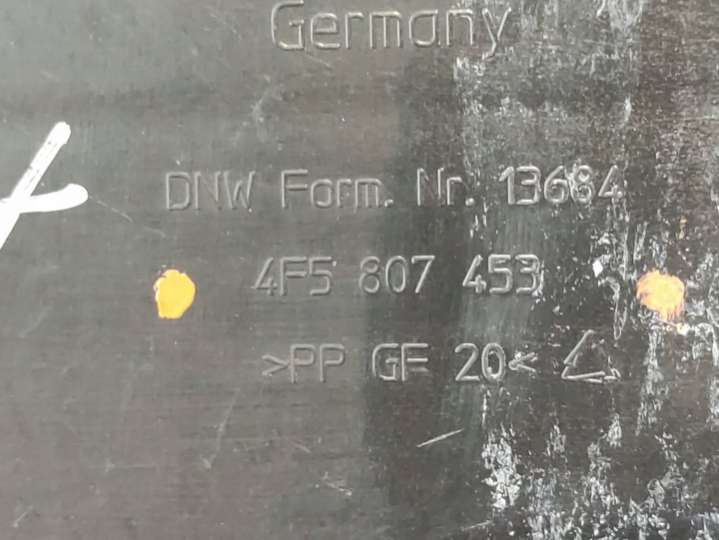 Germany
DNW Form. Nr. 13684
4F5 807 453
>PP GF 20<